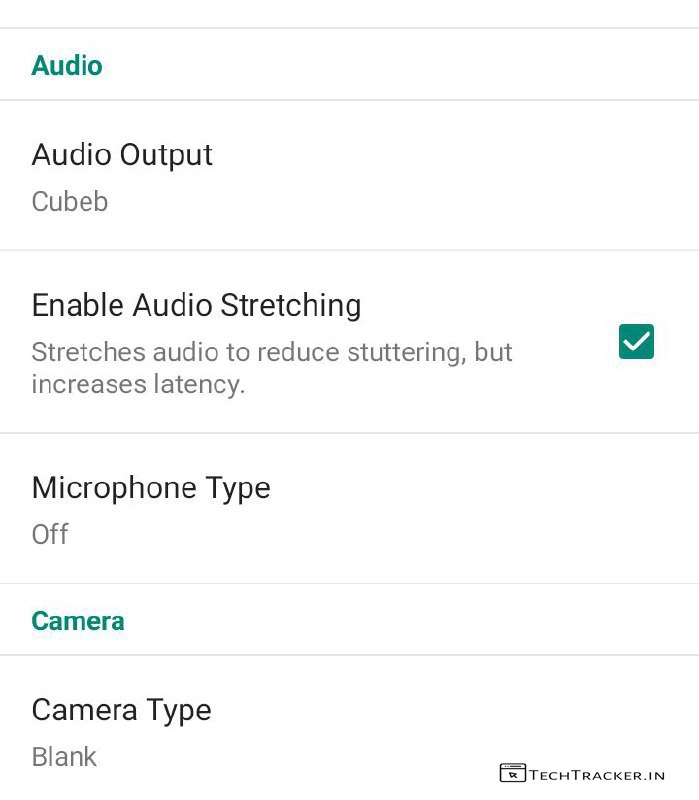 Audio
Audio Output
Cubeb
Enable Audio Stretching
Stretches audio to reduce stuttering, but
increases latency.
Microphone Type
Off
Camera
Camera Type
Blank
TECHTRACKER.IN